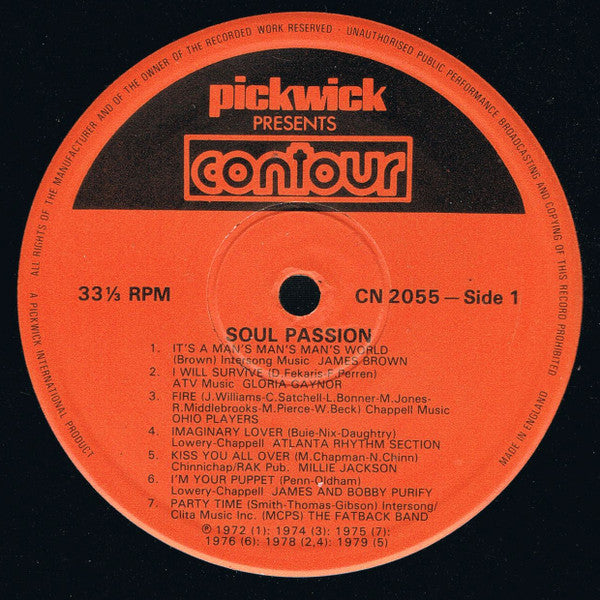 ALL RIGHTS OF THE MANUFACTURER AND OF THE OWNER OF THE RECORDED WORK RESERVED - UNAUTHORISED PUBLIC PERFORMANCE BROADCASTING AND COPYING OF THIS RECORD PROHIBITED
pickwick
PRESENTS
contour
33⅓ RPM
CN 2055 — Side 1
SOUL PASSION
1. IT'S A MAN'S MAN'S MAN'S WORLD
(Brown) Intersong Music JAMES BROWN
2. I WILL SURVIVE (D.Fekaris-F.Perren)
ATV Music GLORIA GAYNOR
3. FIRE (J.Williams-C.Satchell-L.Bonner-M.Jones-
R.Middlebrooks-M.Pierce-W.Beck) Chappell Music
OHIO PLAYERS
4. IMAGINARY LOVER (Buie-Nix-Daughtry)
Lowery-Chappell ATLANTA RHYTHM SECTION
5. KISS YOU ALL OVER (M.Chapman-N.Chinn)
Chinnichap/RAK Pub. MILLIE JACKSON
6. I'M YOUR PUPPET (Penn-Oldham)
Lowery-Chappell JAMES AND BOBBY PURIFY
7. PARTY TIME (Smith-Thomas-Gibson) Intersong/
Clita Music Inc. (MCPS) THE FATBACK BAND
℗ 1972 (1): 1974 (3): 1975 (7):
1976 (6): 1978 (2,4): 1979 (5)
A PICKWICK INTERNATIONAL PRODUCT
MADE IN ENGLAND